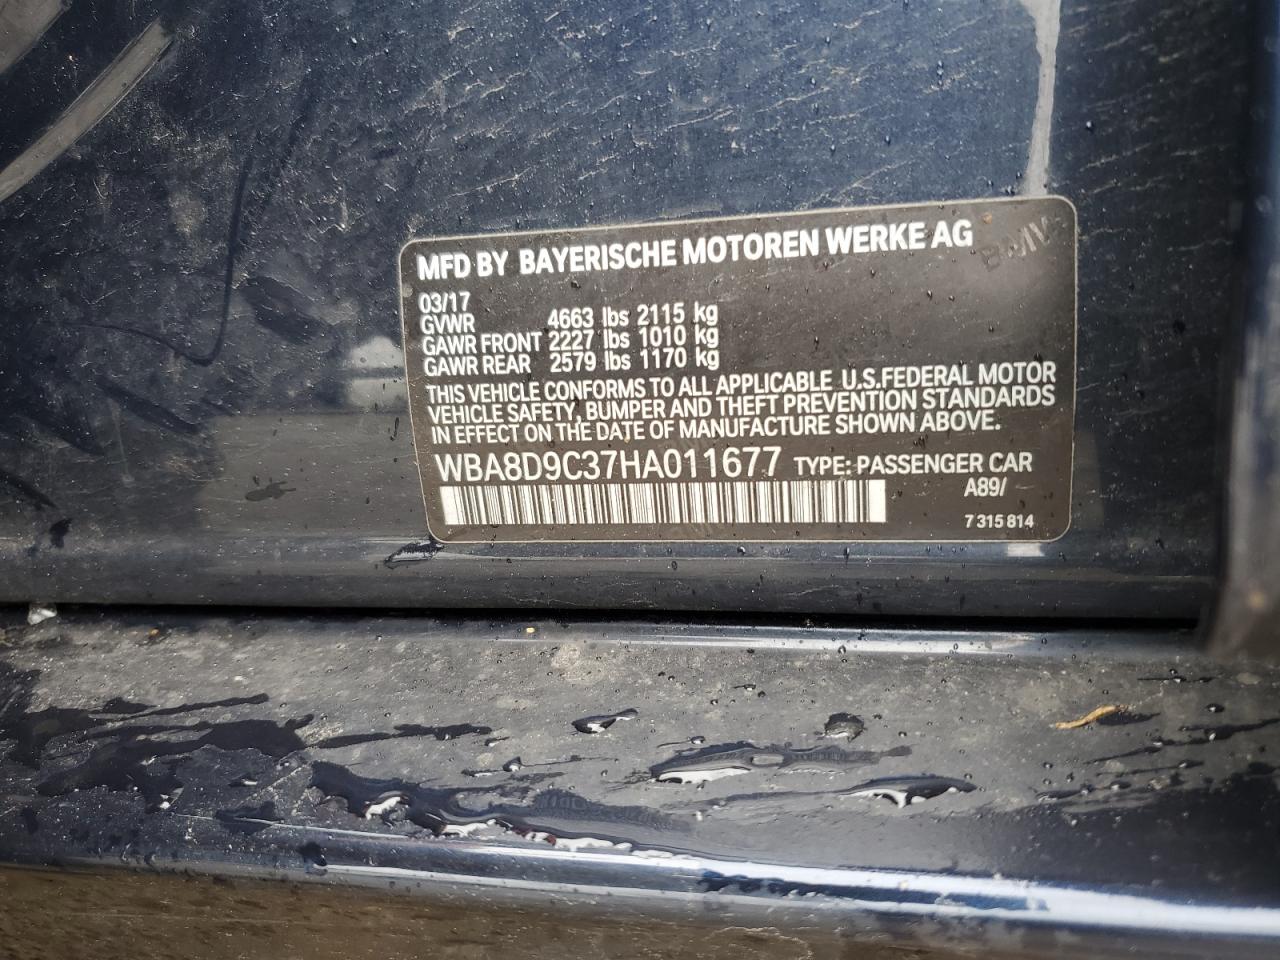 MFD BY BAYERISCHE MOTOREN WERKE AG
BMW
03/17
GVWR 4663 lbs 2115 kg
GAWR FRONT 2227 lbs 1010 kg
GAWR REAR 2579 lbs 1170 kg
THIS VEHICLE CONFORMS TO ALL APPLICABLE U.S.FEDERAL MOTOR
VEHICLE SAFETY, BUMPER AND THEFT PREVENTION STANDARDS
IN EFFECT ON THE DATE OF MANUFACTURE SHOWN ABOVE.
WBA8D9C37HA011677 TYPE: PASSENGER CAR
A89/
7 315 814